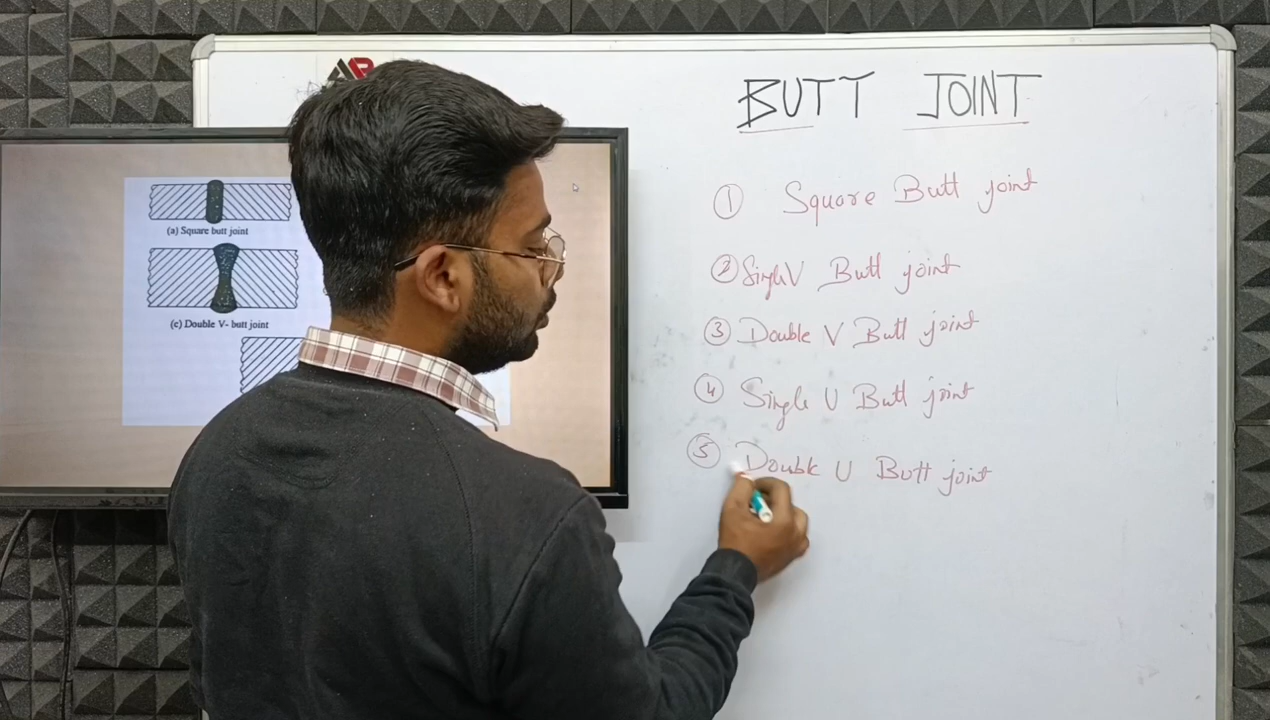 BUTT JOINT
① Square Butt joint
② Single V Butt joint
③ Double V Butt joint
④ Single U Butt joint
⑤ Double U Butt joint
(a) Square butt joint
(c) Double V- butt joint